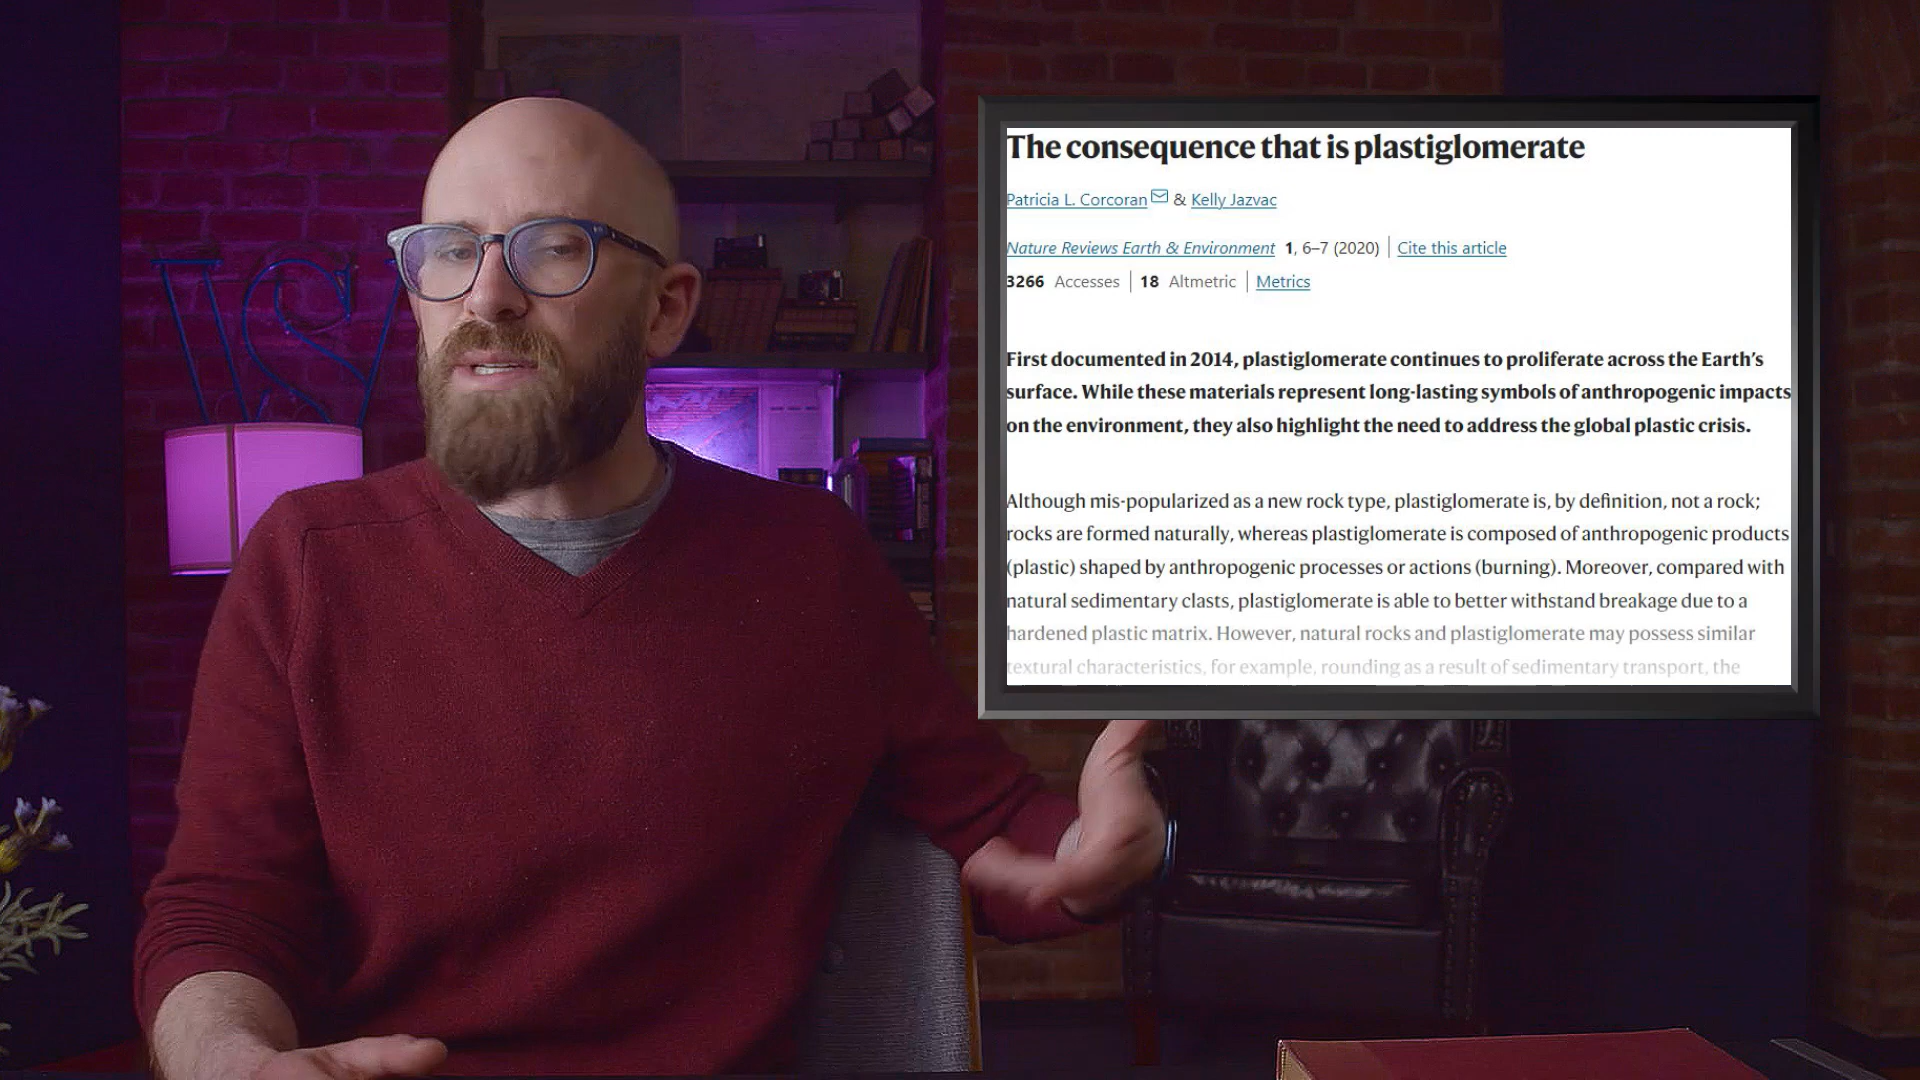 The consequence that is plastiglomerate
Patricia L. Corcoran & Kelly Jazvac
Nature Reviews Earth & Environment 1, 6–7 (2020) | Cite this article
3266 Accesses | 18 Altmetric | Metrics
First documented in 2014, plastiglomerate continues to proliferate across the Earth’s
surface. While these materials represent long-lasting symbols of anthropogenic impacts
on the environment, they also highlight the need to address the global plastic crisis.
Although mis-popularized as a new rock type, plastiglomerate is, by definition, not a rock;
rocks are formed naturally, whereas plastiglomerate is composed of anthropogenic products
(plastic) shaped by anthropogenic processes or actions (burning). Moreover, compared with
natural sedimentary clasts, plastiglomerate is able to better withstand breakage due to a
hardened plastic matrix. However, natural rocks and plastiglomerate may possess similar
textural characteristics, for example, rounding as a result of sedimentary transport, the